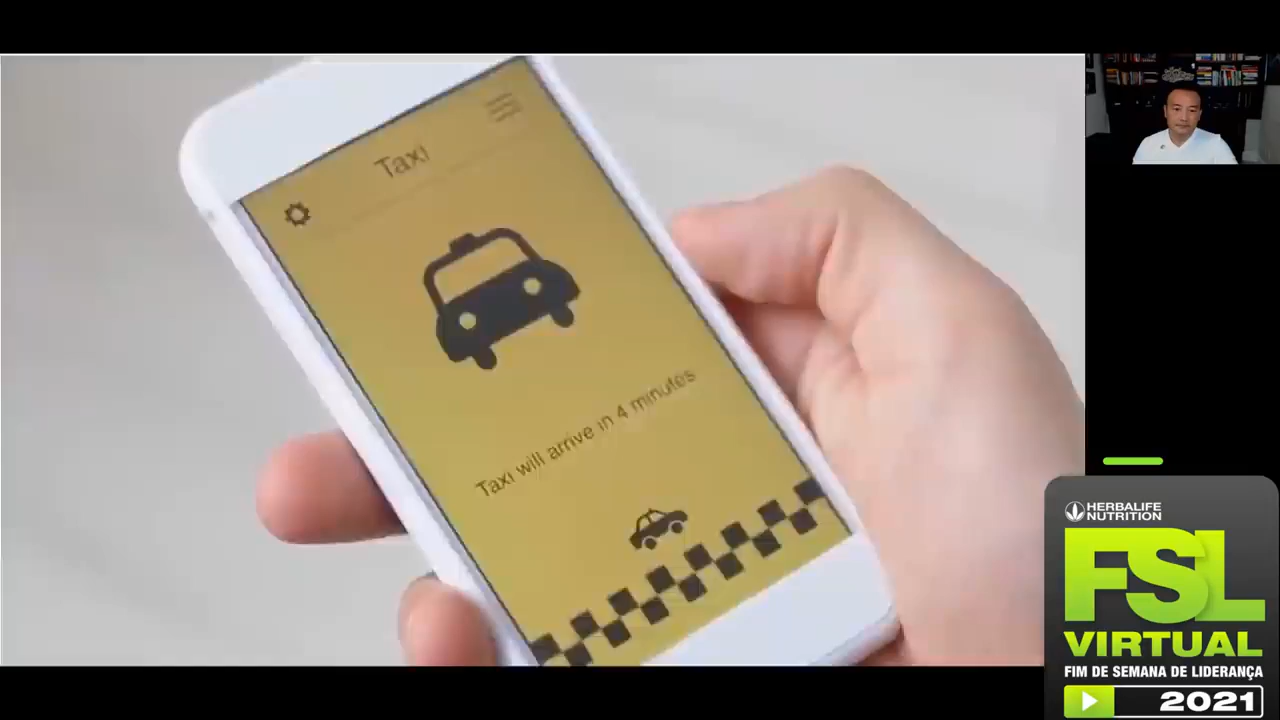 Taxi
Taxi will arrive in 4 minutes
HERBALIFE
NUTRITION
FSL
VIRTUAL
FIM DE SEMANA DE LIDERANÇA
2021